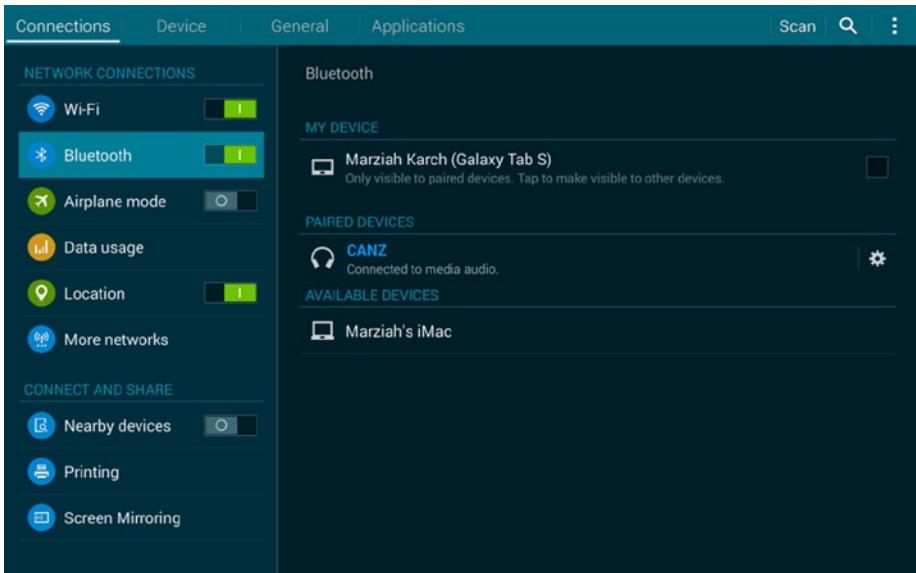 Connections Device General Applications Scan
NETWORK CONNECTIONS
Wi-Fi
Bluetooth
Airplane mode
Data usage
Location
More networks
CONNECT AND SHARE
Nearby devices
Printing
Screen Mirroring
Bluetooth
MY DEVICE
Marziah Karch (Galaxy Tab S)
Only visible to paired devices. Tap to make visible to other devices.
PAIRED DEVICES
CANZ
Connected to media audio.
AVAILABLE DEVICES
Marziah's iMac